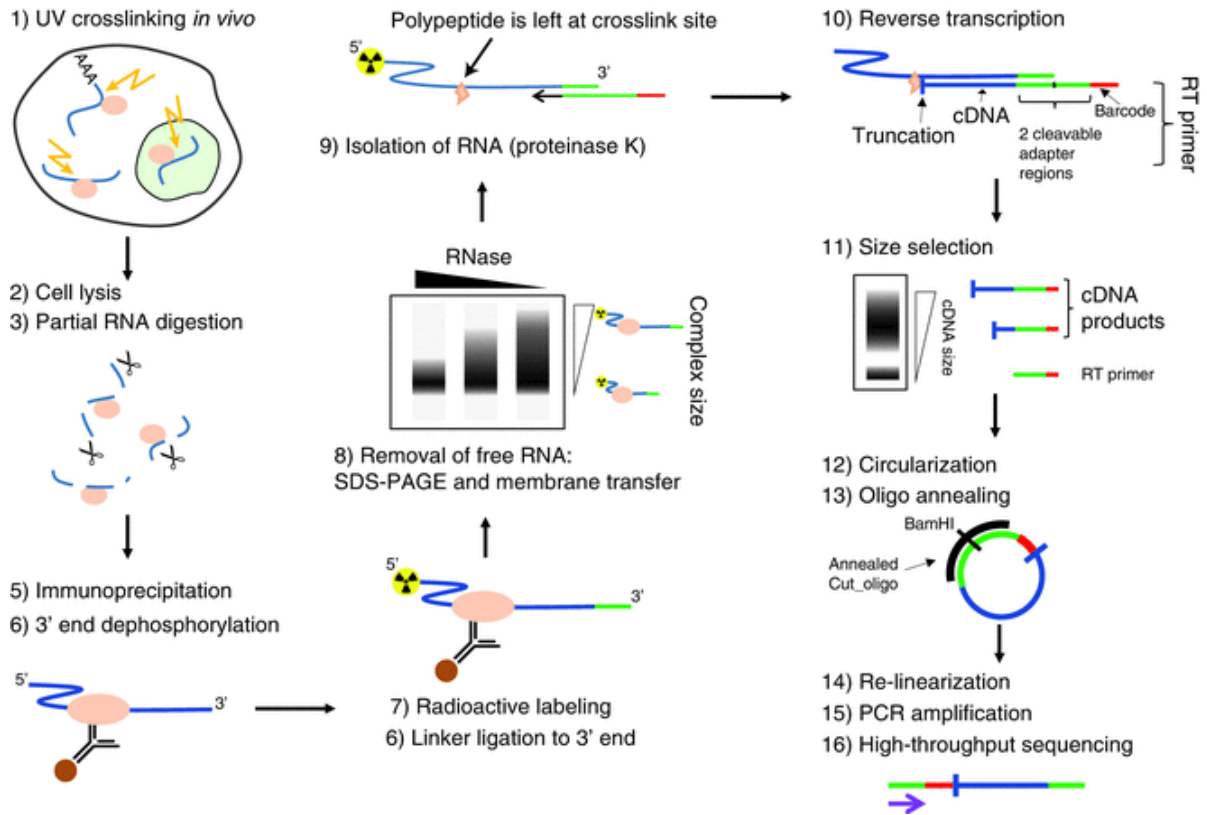 1) UV crosslinking in vivo
AAA
2) Cell lysis
3) Partial RNA digestion
5) Immunoprecipitation
6) 3' end dephosphorylation
5'
3'
5'
3'
7) Radioactive labeling
6) Linker ligation to 3' end
8) Removal of free RNA:
SDS-PAGE and membrane transfer
RNase
Complex size
9) Isolation of RNA (proteinase K)
Polypeptide is left at crosslink site
5'
3'
10) Reverse transcription
Truncation
cDNA
Barcode
2 cleavable
adapter
regions
RT
primer
11) Size selection
cDNA size
cDNA
products
RT primer
12) Circularization
13) Oligo annealing
BamHI
Annealed
Cut_oligo
14) Re-linearization
15) PCR amplification
16) High-throughput sequencing